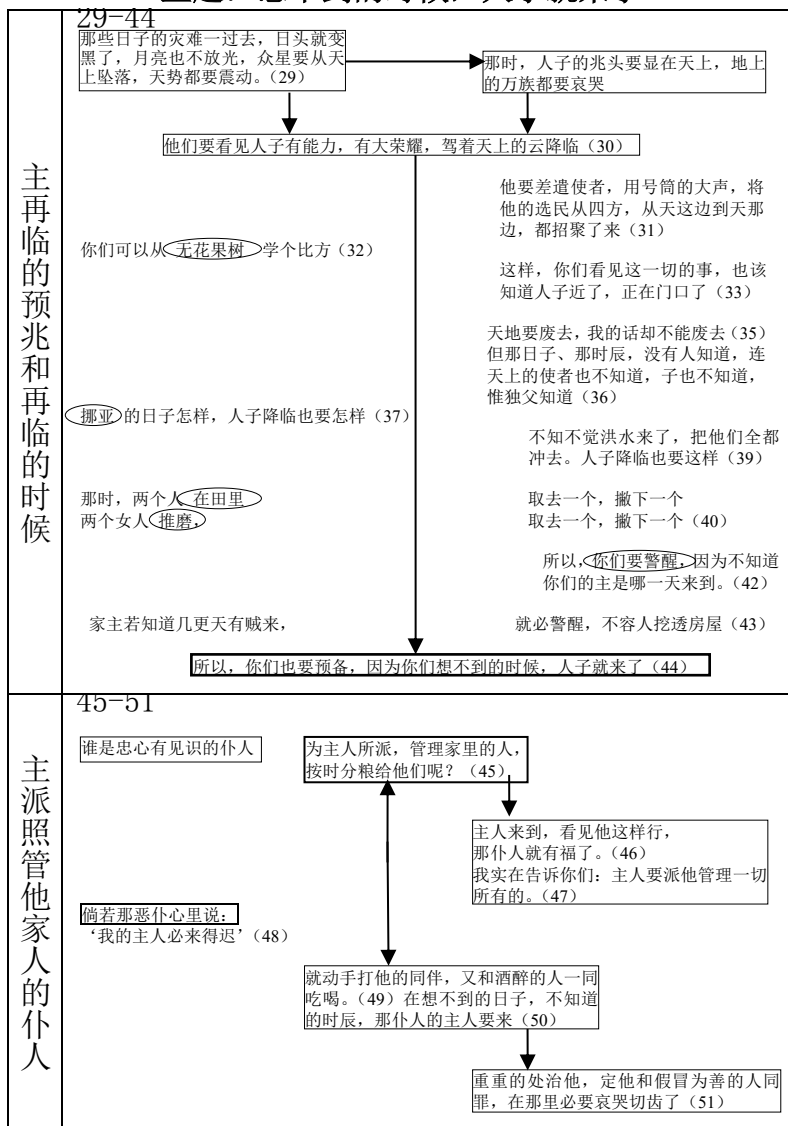 29-44
那些日子的灾难一过去，日头就变
黑了，月亮也不放光，众星要从天
上坠落，天势都要震动。（29）
那时，人子的兆头要显在天上，地上
的万族都要哀哭
他们要看见人子有能力，有大荣耀，驾着天上的云降临（30）
主再临的预兆和再临的时候
他要差遣使者，用号筒的大声，将
他的选民从四方，从天这边到天那
边，都招聚了来（31）
你们可以从 无花果树 学个比方（32）
这样，你们看见这一切的事，也该
知道人子近了，正在门口了（33）
天地要废去，我的话却不能废去（35）
但那日子、那时辰，没有人知道，连
天上的使者也不知道，子也不知道，
惟独父知道（36）
挪亚 的日子怎样，人子降临也要怎样（37）
不知不觉洪水来了，把他们全都
冲去。人子降临也要这样（39）
那时，两个人 在田里
取去一个，撇下一个
两个女人 推磨，
取去一个，撇下一个（40）
所以，你们要警醒，因为不知道
你们的主是哪一天来到。（42）
家主若知道几更天有贼来，
就必警醒，不容人挖透房屋（43）
所以，你们也要预备，因为你们想不到的时候，人子就来了（44）
45-51
主派照管他家人的仆人
谁是忠心有见识的仆人
为主人所派，管理家里的人，
按时分粮给他们呢？（45）
主人来到，看见他这样行，
那仆人就有福了。（46）
我实在告诉你们：主人要派他管理一切
所有的。（47）
倘若那恶仆心里说：
‘我的主人必来得迟’（48）
就动手打他的同伴，又和酒醉的人一同
吃喝。（49）在想不到的日子，不知道
的时辰，那仆人的主人要来（50）
重重的处治他，定他和假冒为善的人同
罪，在那里必要哀哭切齿了（51）